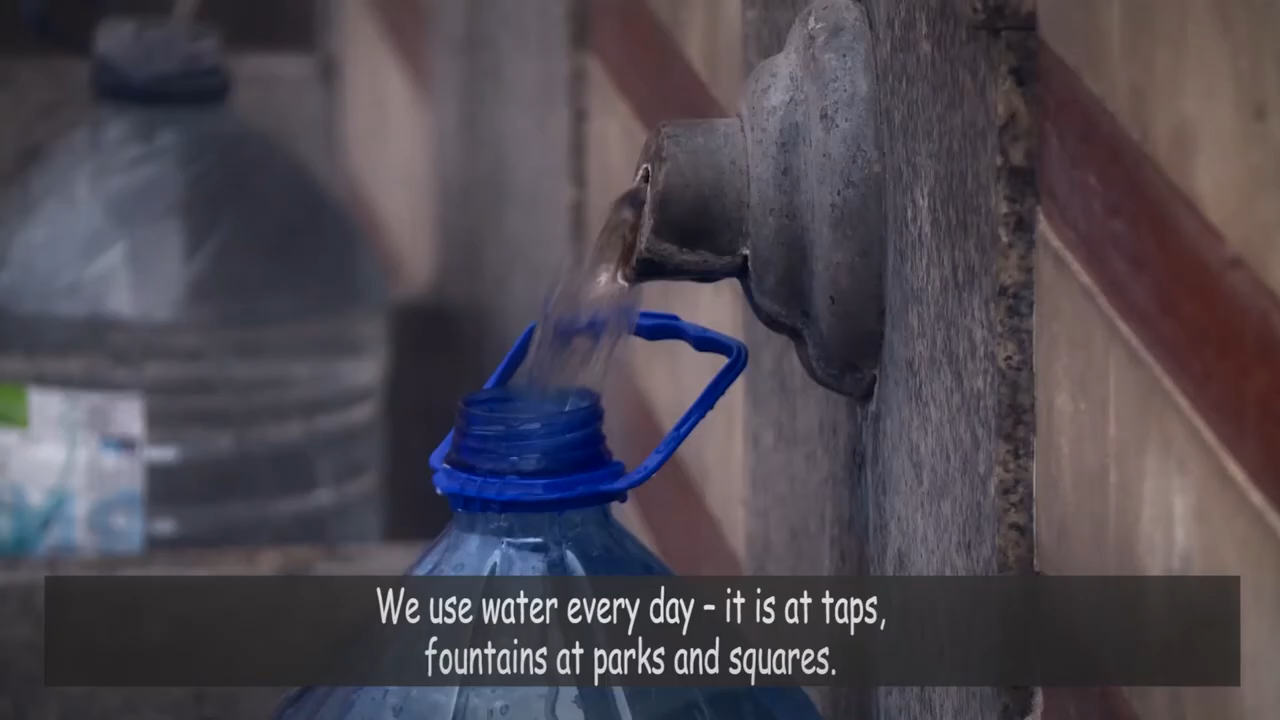 We use water every day – it is at taps,
fountains at parks and squares.